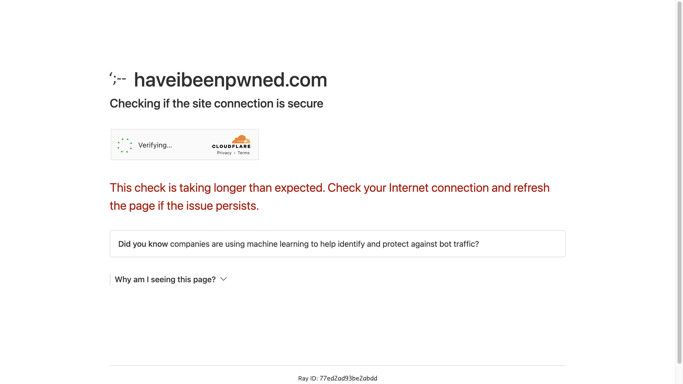 ';-- haveibeenpwned.com
Checking if the site connection is secure
Verifying...
CLOUDFLARE
Privacy • Terms
This check is taking longer than expected. Check your Internet connection and refresh
the page if the issue persists.
Did you know companies are using machine learning to help identify and protect against bot traffic?
Why am I seeing this page?
Ray ID: 77ed2ad93be2abdd